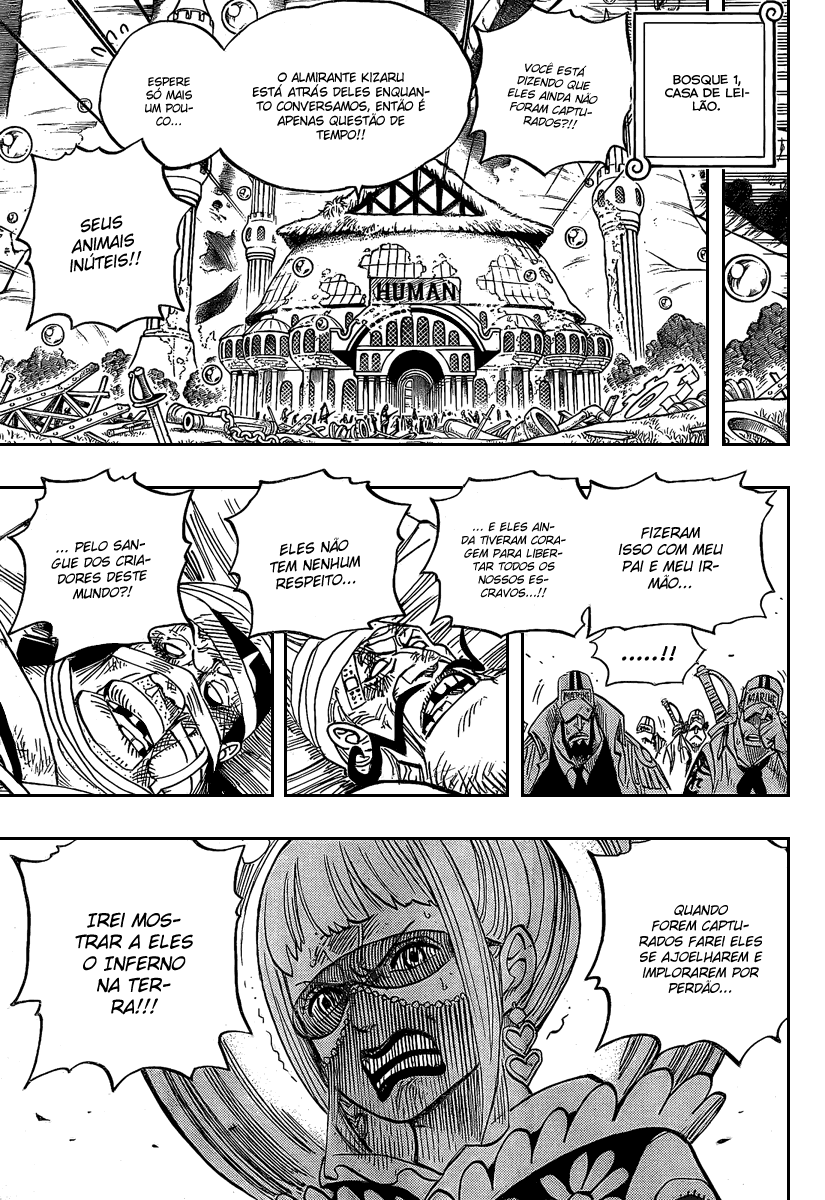 BOSQUE 1,
CASA DE LEI-
LÃO.
VOCÊ ESTÁ
DIZENDO QUE
ELES AINDA NÃO
FORAM CAPTU-
RADOS?!!
O ALMIRANTE KIZARU
ESTÁ ATRÁS DELES ENQUAN-
TO CONVERSAMOS, ENTÃO É
APENAS QUESTÃO DE
TEMPO!!
ESPERE
SÓ MAIS
UM POU-
CO...
SEUS
ANIMAIS
INÚTEIS!!
HUMAN
FIZERAM
ISSO COM MEU
PAI E MEU IR-
MÃO...
... E ELES AIN-
DA TIVERAM CORA-
GEM PARA LIBER-
TAR TODOS OS
NOSSOS ES-
CRAVOS...!!
.....!!
MARINE
MARINE
ELES NÃO
TEM NENHUM
RESPEITO...
... PELO SAN-
GUE DOS CRIA-
DORES DESTE
MUNDO?!
QUANDO
FOREM CAPTU-
RADOS FAREI ELES
SE AJOELHAREM E
IMPLORAREM POR
PERDÃO...
IREI MOS-
TRAR A ELES
O INFERNO
NA TER-
RA!!!